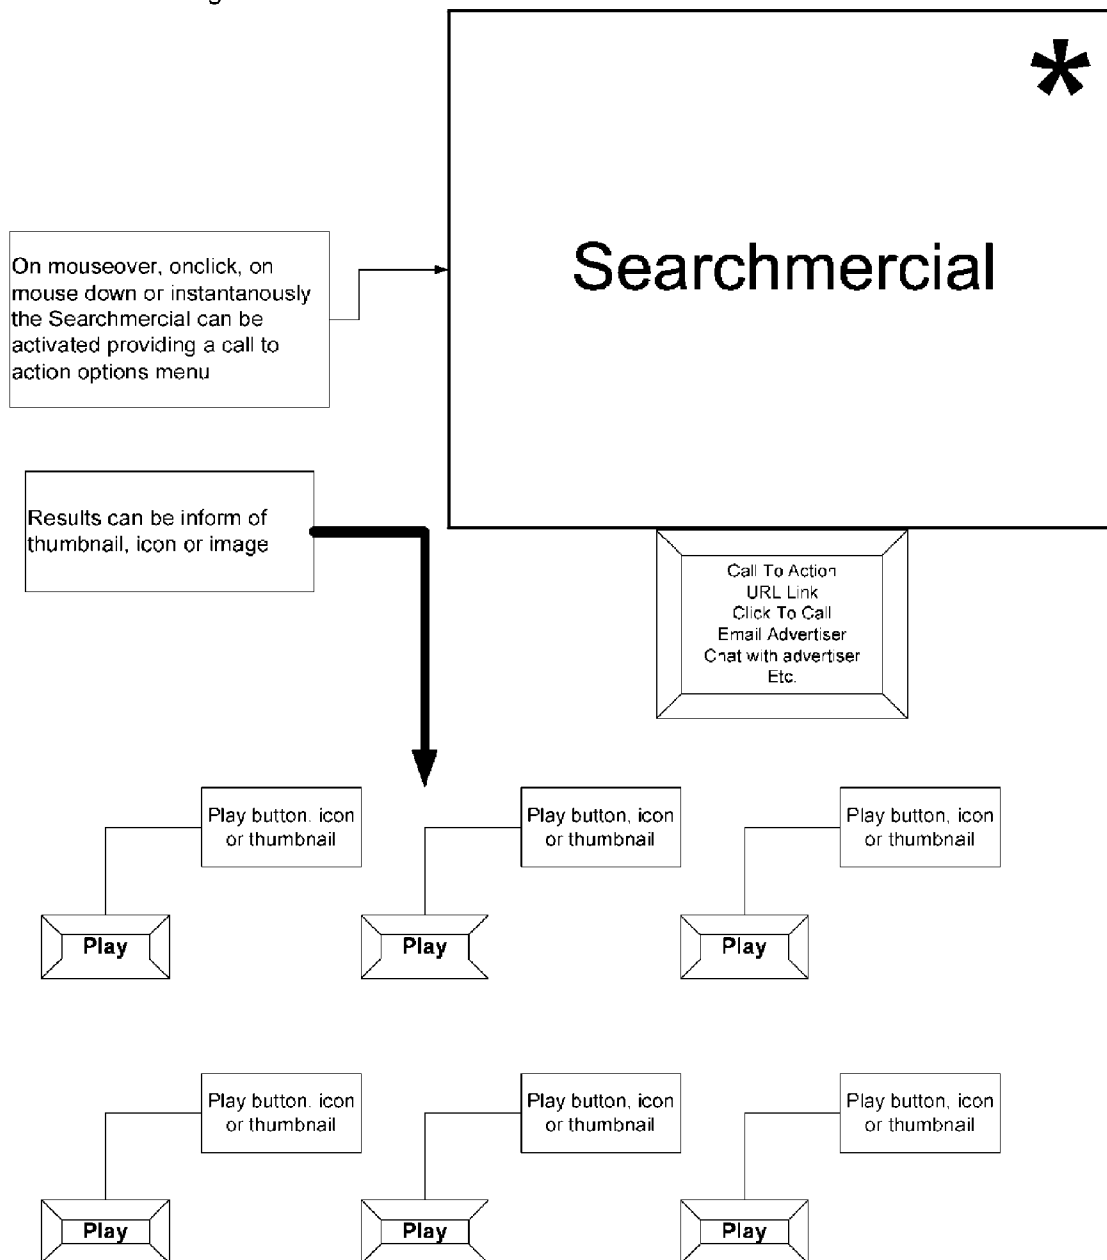 *
Searchmercial
On mouseover, onclick, on
mouse down or instantanously
the Searchmercial can be
activated providing a call to
action options menu
Results can be inform of
thumbnail, icon or image
Call To Action
URL Link
Click To Call
Email Advertiser
Chat with advertiser
Etc.
Play button, icon
or thumbnail
Play button, icon
or thumbnail
Play button, icon
or thumbnail
Play
Play
Play
Play button, icon
or thumbnail
Play button, icon
or thumbnail
Play button, icon
or thumbnail
Play
Play
Play